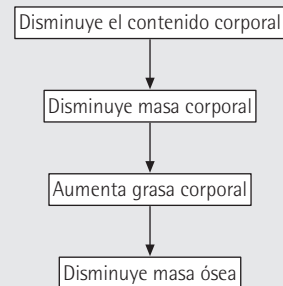 Disminuye el contenido corporal
Disminuye masa corporal
Aumenta grasa corporal
Disminuye masa ósea